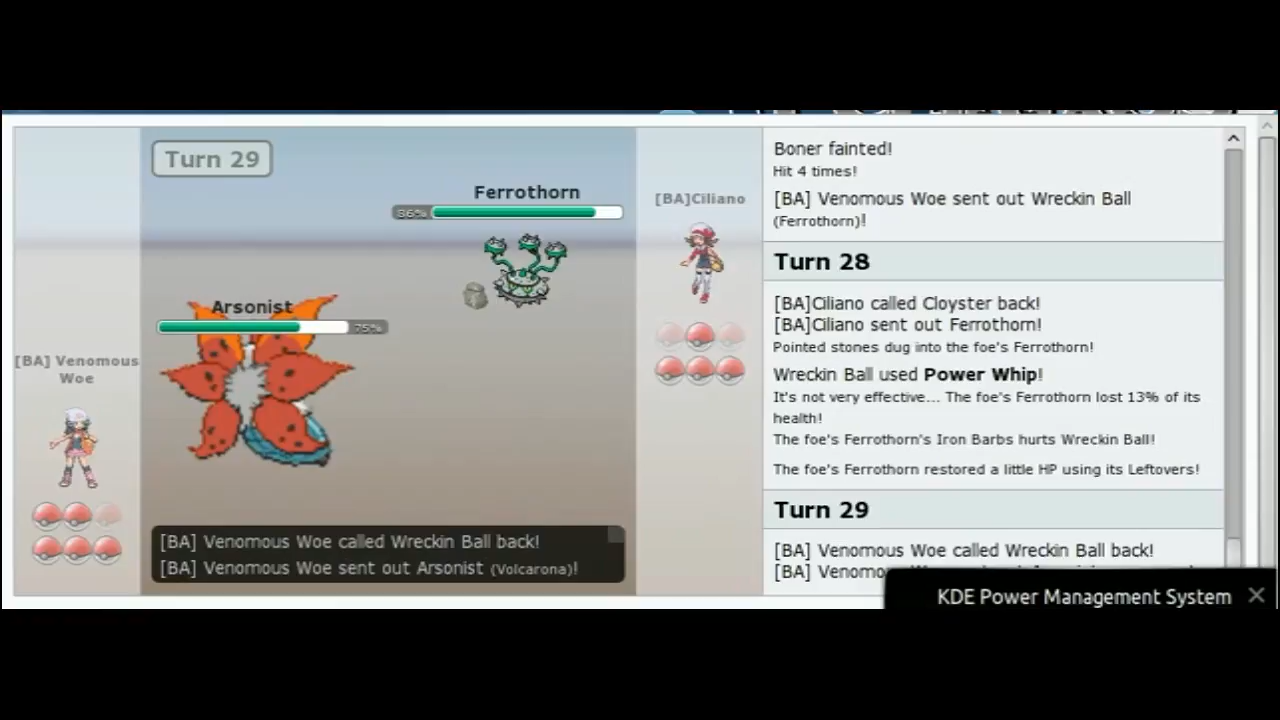 Turn 29
Ferrothorn
86%
Arsonist
75%
[BA] Venomous
Woe
[BA]Ciliano
[BA] Venomous Woe called Wreckin Ball back!
[BA] Venomous Woe sent out Arsonist (Volcarona)!
Boner fainted!
Hit 4 times!
[BA] Venomous Woe sent out Wreckin Ball
(Ferrothorn)!
Turn 28
[BA]Ciliano called Cloyster back!
[BA]Ciliano sent out Ferrothorn!
Pointed stones dug into the foe's Ferrothorn!
Wreckin Ball used Power Whip!
It's not very effective... The foe's Ferrothorn lost 13% of its
health!
The foe's Ferrothorn's Iron Barbs hurts Wreckin Ball!
The foe's Ferrothorn restored a little HP using its Leftovers!
Turn 29
[BA] Venomous Woe called Wreckin Ball back!
[BA]
KDE Power Management System